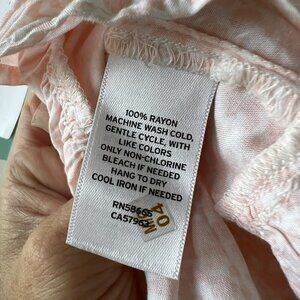 100% RAYON
MACHINE WASH COLD,
GENTLE CYCLE, WITH
LIKE COLORS
ONLY NON-CHLORINE
BLEACH IF NEEDED
HANG TO DRY
COOL IRON IF NEEDED